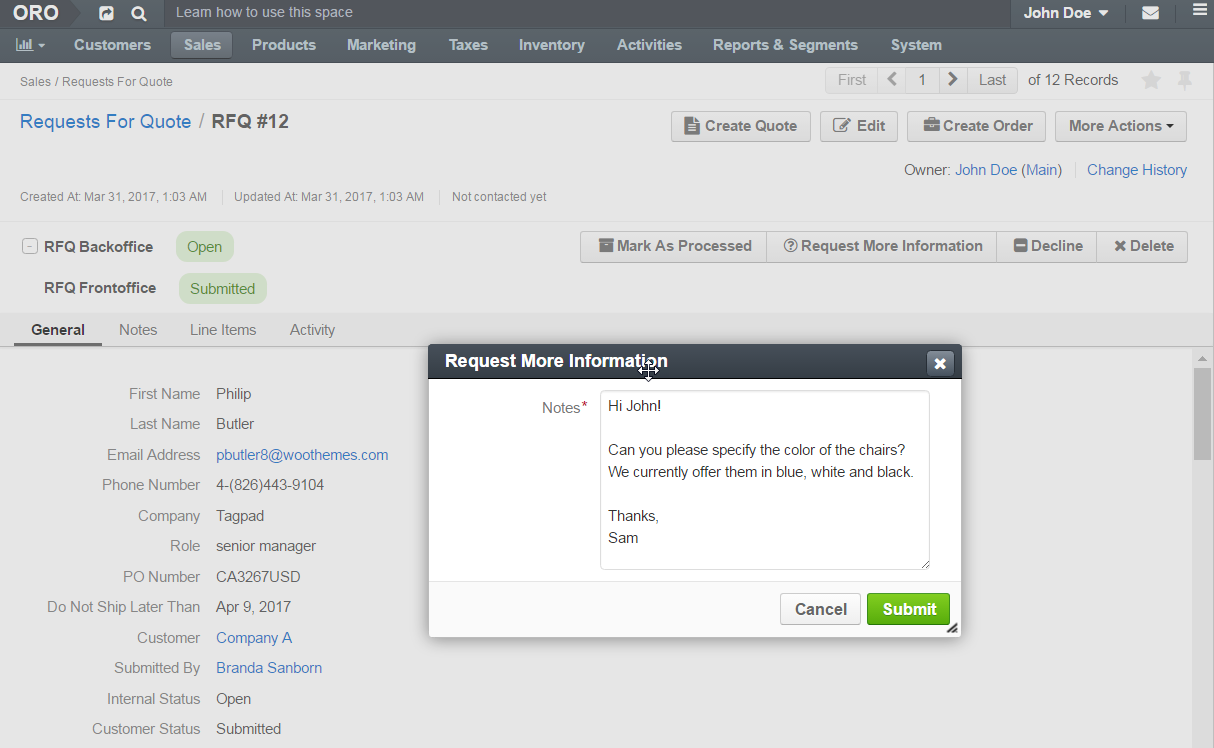 ORO Learn how to use this space John Doe
Customers Sales Products Marketing Taxes Inventory Activities Reports & Segments System
Sales / Requests For Quote First 1 Last of 12 Records
Requests For Quote / RFQ #12 Create Quote Edit Create Order More Actions
Owner: John Doe (Main) Change History
Created At: Mar 31, 2017, 1:03 AM Updated At: Mar 31, 2017, 1:03 AM Not contacted yet
RFQ Backoffice Open Mark As Processed Request More Information Decline Delete
RFQ Frontoffice Submitted
General Notes Line Items Activity
Request More Information
Notes*
Hi John!
Can you please specify the color of the chairs?
We currently offer them in blue, white and black.
Thanks,
Sam
Cancel Submit
First Name Philip
Last Name Butler
Email Address pbutler8@woothemes.com
Phone Number 4-(826)443-9104
Company Tagpad
Role senior manager
PO Number CA3267USD
Do Not Ship Later Than Apr 9, 2017
Customer Company A
Submitted By Branda Sanborn
Internal Status Open
Customer Status Submitted